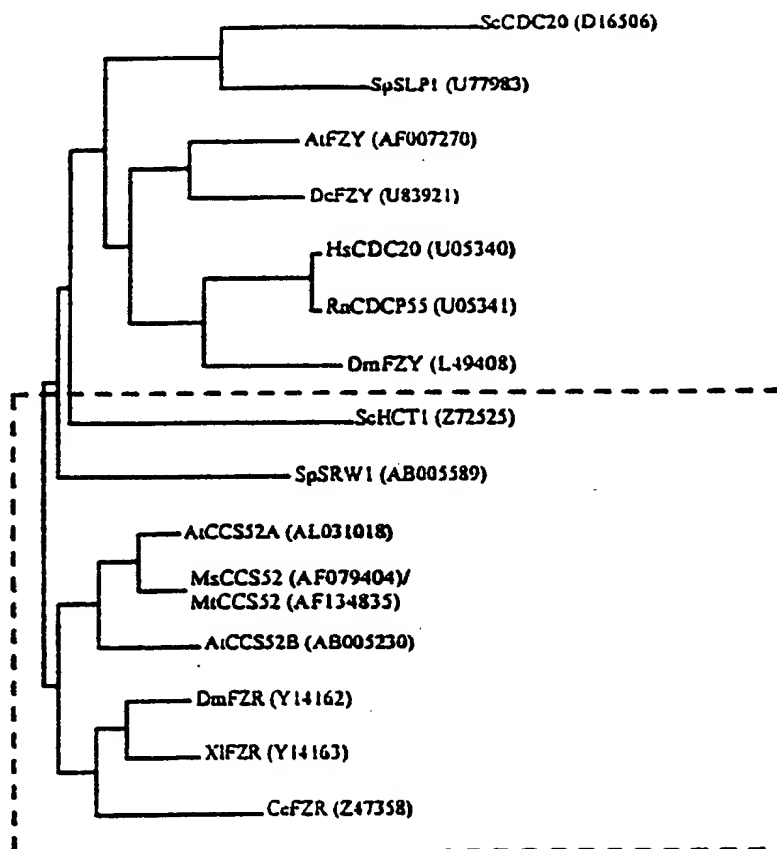 ScCDC20 (D16506)
SpSLP1 (U77983)
AtFZY (AF007270)
DcFZY (U83921)
HsCDC20 (U05340)
RnCDCP55 (U05341)
DmFZY (L49408)
ScHCT1 (Z72525)
SpSRW1 (AB005589)
AtCCS52A (AL031018)
MsCCS52 (AF079404)/
MtCCS52 (AF134835)
AtCCS52B (AB005230)
DmFZR (Y14162)
XlFZR (Y14163)
CeFZR (Z47358)